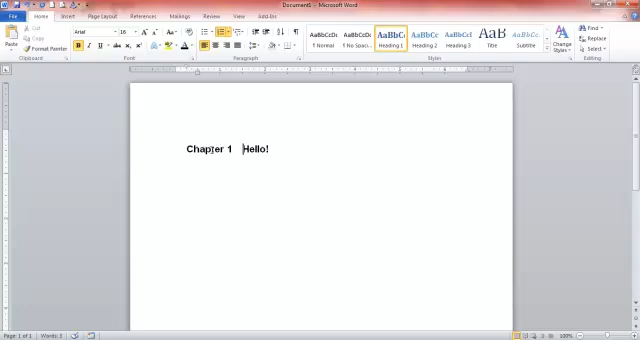 Document1 - Microsoft Word
File Home Insert Page Layout References Mailings Review View Add-Ins
Paste
Cut
Copy
Format Painter
Clipboard
Arial 16
B I U abc
Font
Paragraph
AaBbCcDc AaBbCcDc AaBbC AaBbCc AaBbCcI AaB AaBbCc.
¶ Normal ¶ No Spaci... Heading 1 Heading 2 Heading 3 Title Subtitle
Change
Styles
Styles
Find
Replace
Select
Editing
Chapter 1 Hello!
Page: 1 of 1 Words: 3
100%